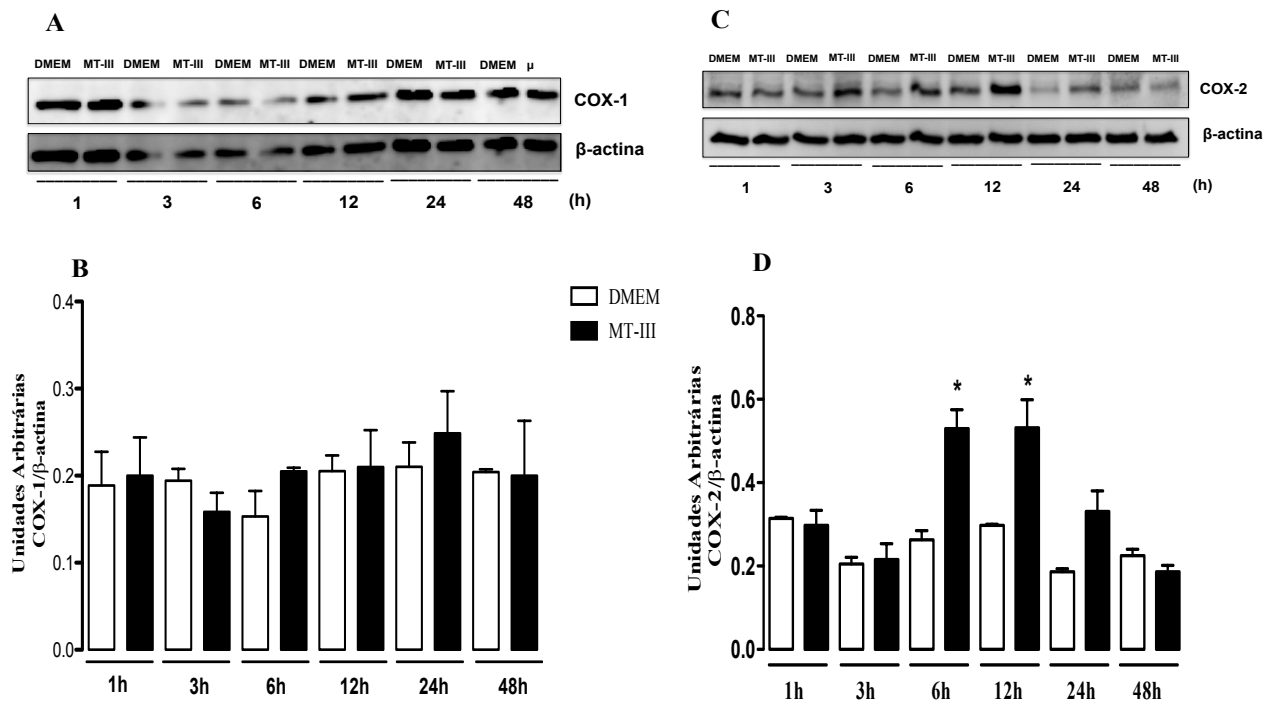 A
DMEM MT-III DMEM MT-III DMEM MT-III DMEM MT-III DMEM MT-III DMEM µ
COX-1
β-actina
1 3 6 12 24 48 (h)
C
DMEM MT-III DMEM MT-III DMEM MT-III DMEM MT-III DMEM MT-III DMEM MT-III
COX-2
β-actina
1 3 6 12 24 48 (h)
B
DMEM
MT-III
Unidades Arbitrárias
COX-1/β-actina
0.4
0.3
0.2
0.1
0.0
1h 3h 6h 12h 24h 48h
D
Unidades Arbitrárias
COX-2/β-actina
0.8
0.6
0.4
0.2
0.0
* *
1h 3h 6h 12h 24h 48h